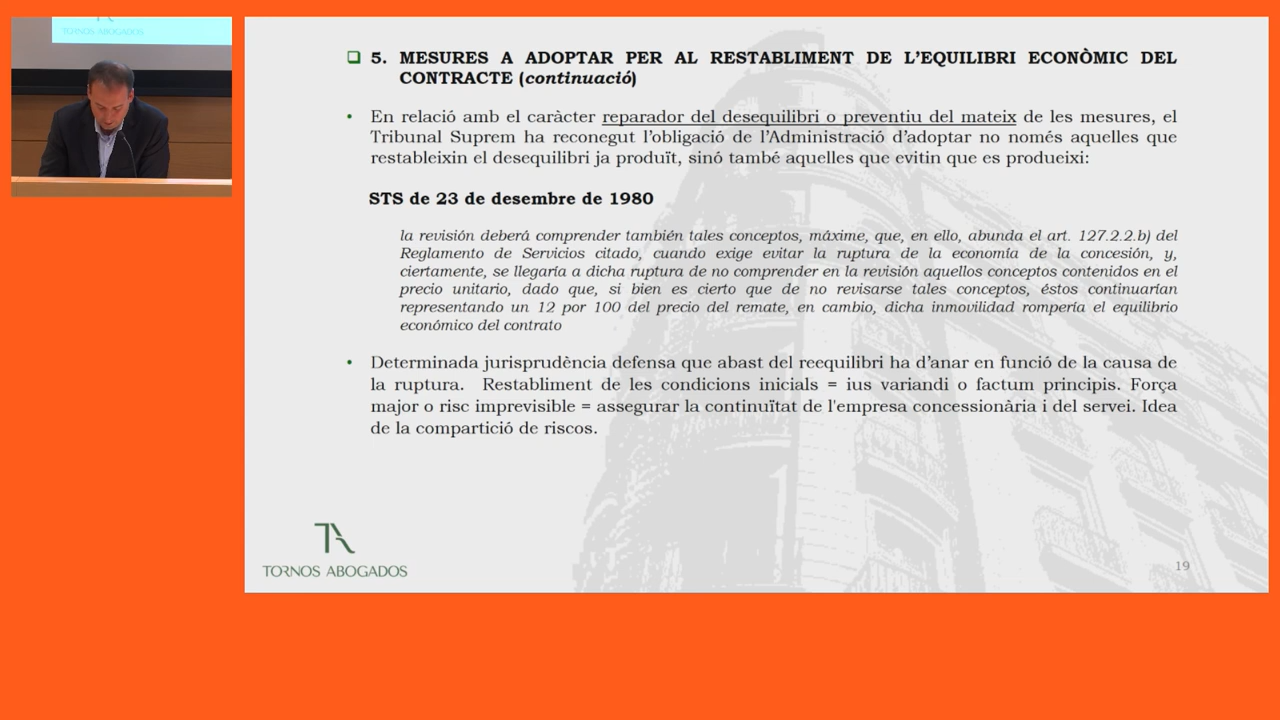 TORNOS ABOGADOS
❑ 5. MESURES A ADOPTAR PER AL RESTABLIMENT DE L'EQUILIBRI ECONÒMIC DEL
CONTRACTE (continuació)
• En relació amb el caràcter reparador del desequilibri o preventiu del mateix de les mesures, el
Tribunal Suprem ha reconegut l'obligació de l'Administració d'adoptar no només aquelles que
restableixin el desequilibri ja produït, sinó també aquelles que evitin que es produeixi:
STS de 23 de desembre de 1980
la revisión deberá comprender también tales conceptos, máxime, que, en ello, abunda el art. 127.2.2.b) del
Reglamento de Servicios citado, cuando exige evitar la ruptura de la economía de la concesión, y,
ciertamente, se llegaría a dicha ruptura de no comprender en la revisión aquellos conceptos contenidos en el
precio unitario, dado que, si bien es cierto que de no revisarse tales conceptos, éstos continuarían
representando un 12 por 100 del precio del remate, en cambio, dicha inmovilidad rompería el equilibrio
económico del contrato
• Determinada jurisprudència defensa que abast del reequilibri ha d'anar en funció de la causa de
la ruptura. Restabliment de les condicions inicials = ius variandi o factum principis. Força
major o risc imprevisible = assegurar la continuïtat de l'empresa concessionària i del servei. Idea
de la compartició de riscos.
TA
TORNOS ABOGADOS
19